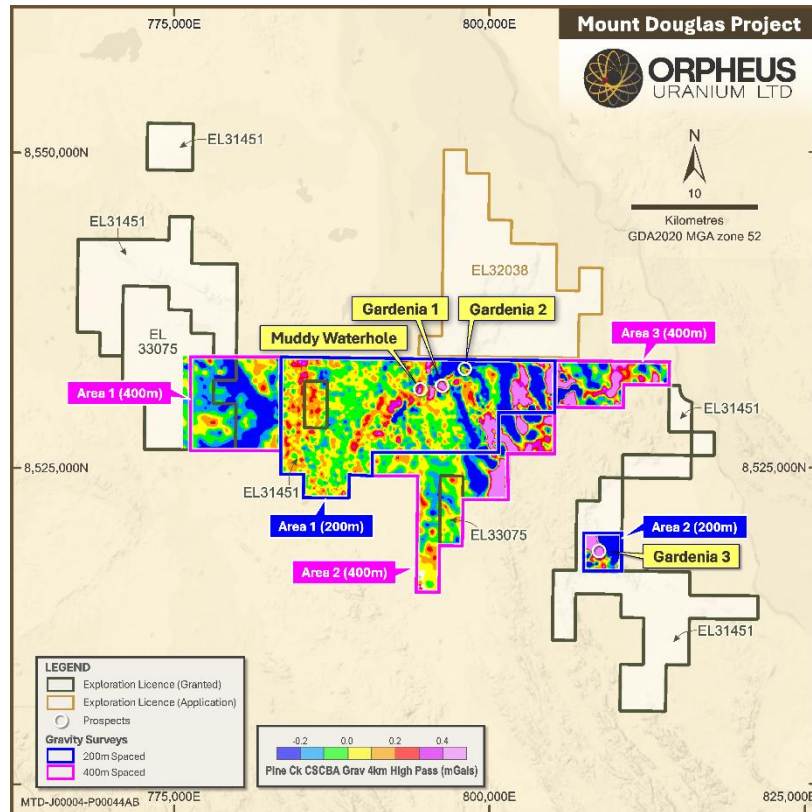 775,000E
800,000E
Mount Douglas Project
ORPHEUS
URANIUM LTD
8,550,000N
EL31451
N
10
Kilometres
GDA2020 MGA zone 52
EL31451
EL32038
Gardenia 1
Gardenia 2
Muddy Waterhole
EL
33075
Area 3 (400m)
Area 1 (400m)
EL31451
8,525,000N
8,525,000N
EL31451
Area 1 (200m)
EL33075
Area 2 (200m)
Gardenia 3
Area 2 (400m)
EL31451
LEGEND
Exploration Licence (Granted)
Exploration Licence (Application)
Prospects
Gravity Surveys
200m Spaced
400m Spaced
-0.2 0.0 0.2 0.4
Pine Ck CSCBA Grav 4km High Pass (mGals)
MTD-J00004-P00044AB
775,000E
800,000E
825,000E